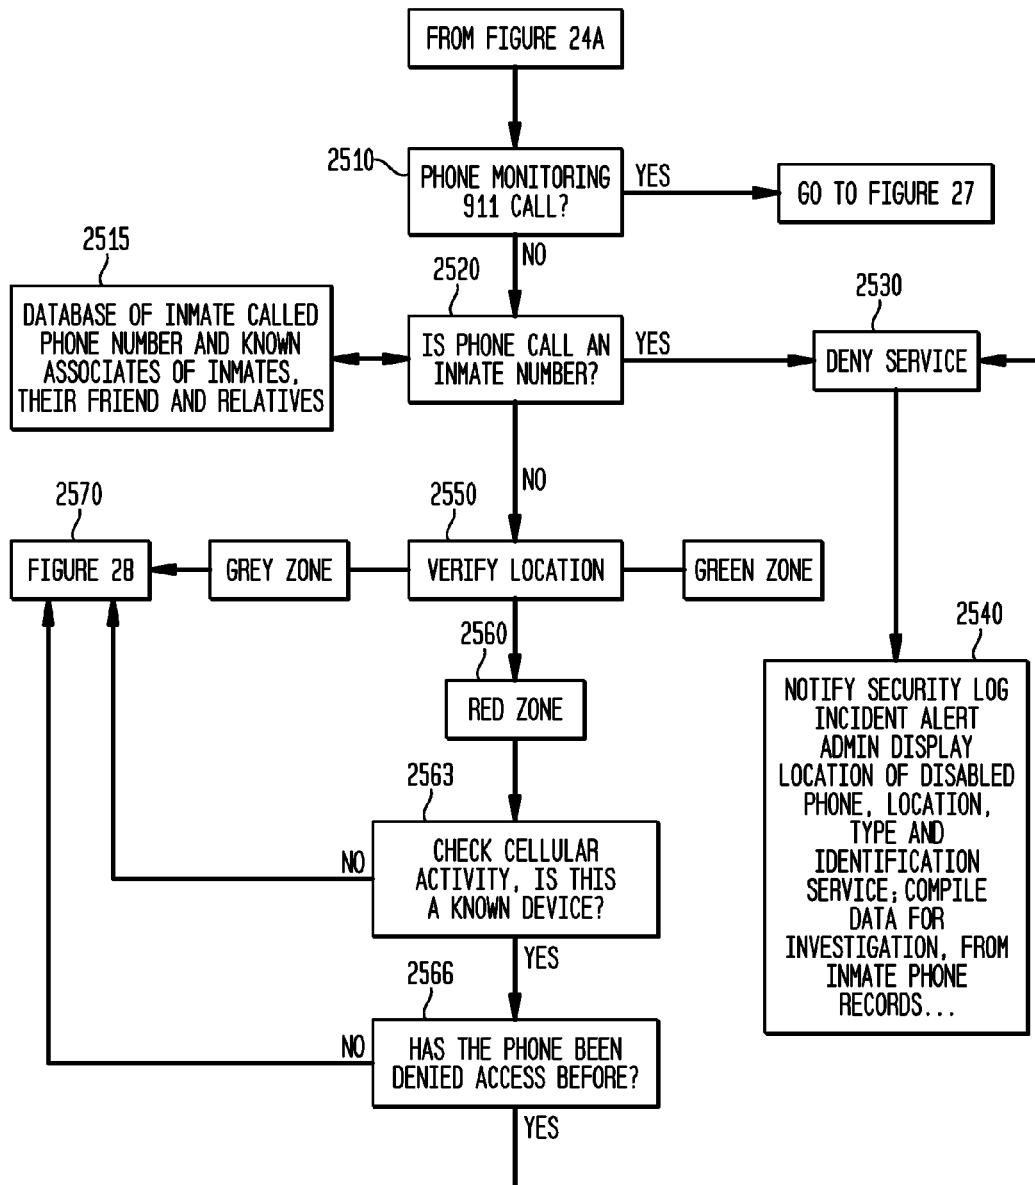 FROM FIGURE 24A
2510
PHONE MONITORING
911 CALL?
YES
GO TO FIGURE 27
NO
2515
DATABASE OF INMATE CALLED
PHONE NUMBER AND KNOWN
ASSOCIATES OF INMATES,
THEIR FRIEND AND RELATIVES
2520
IS PHONE CALL AN
INMATE NUMBER?
YES
2530
DENY SERVICE
NO
2570
FIGURE 28
GREY ZONE
2550
VERIFY LOCATION
GREEN ZONE
2560
RED ZONE
2540
NOTIFY SECURITY LOG
INCIDENT ALERT
ADMIN DISPLAY
LOCATION OF DISABLED
PHONE, LOCATION,
TYPE AND
IDENTIFICATION
SERVICE; COMPILE
DATA FOR
INVESTIGATION, FROM
INMATE PHONE
RECORDS...
2563
CHECK CELLULAR
ACTIVITY, IS THIS
A KNOWN DEVICE?
NO
YES
2566
HAS THE PHONE BEEN
DENIED ACCESS BEFORE?
NO
YES